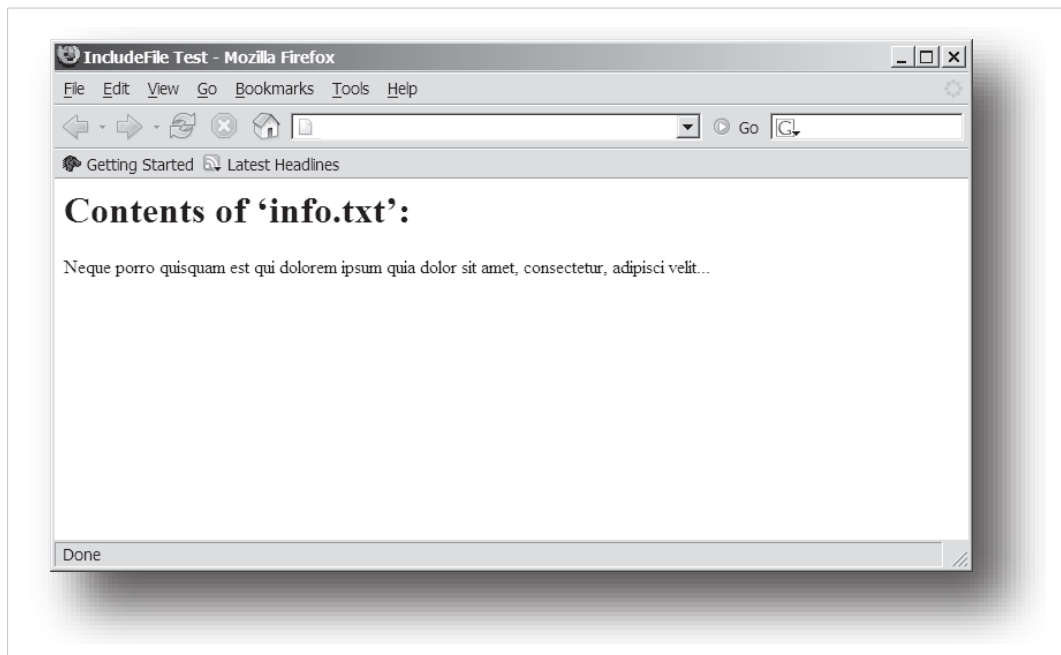 IncludeFile Test - Mozilla Firefox
File Edit View Go Bookmarks Tools Help
Go G
Getting Started Latest Headlines
Contents of ‘info.txt’:
Neque porro quisquam est qui dolorem ipsum quia dolor sit amet, consectetur, adipisci velit...
Done